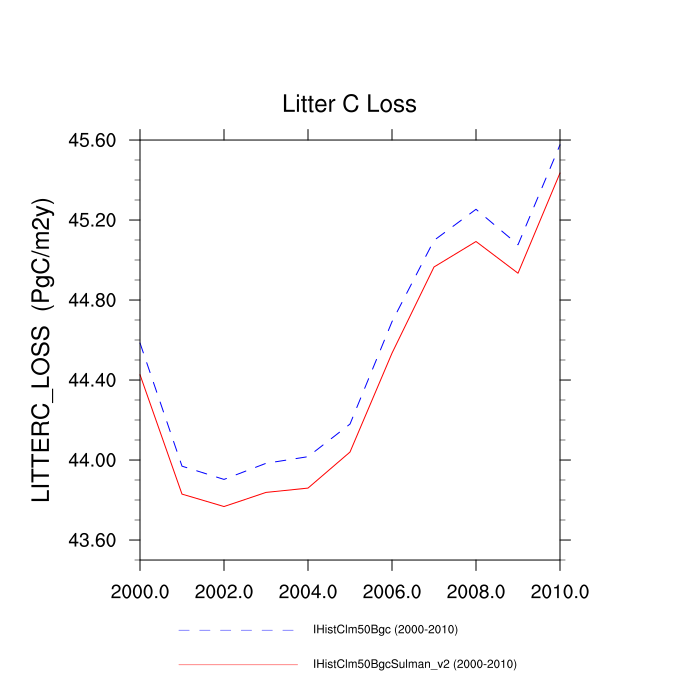 Litter C Loss
LITTERC_LOSS (PgC/m2y)
45.60
45.20
44.80
44.40
44.00
43.60
2000.0 2002.0 2004.0 2006.0 2008.0 2010.0
IHistClm50Bgc (2000-2010)
IHistClm50BgcSulman_v2 (2000-2010)